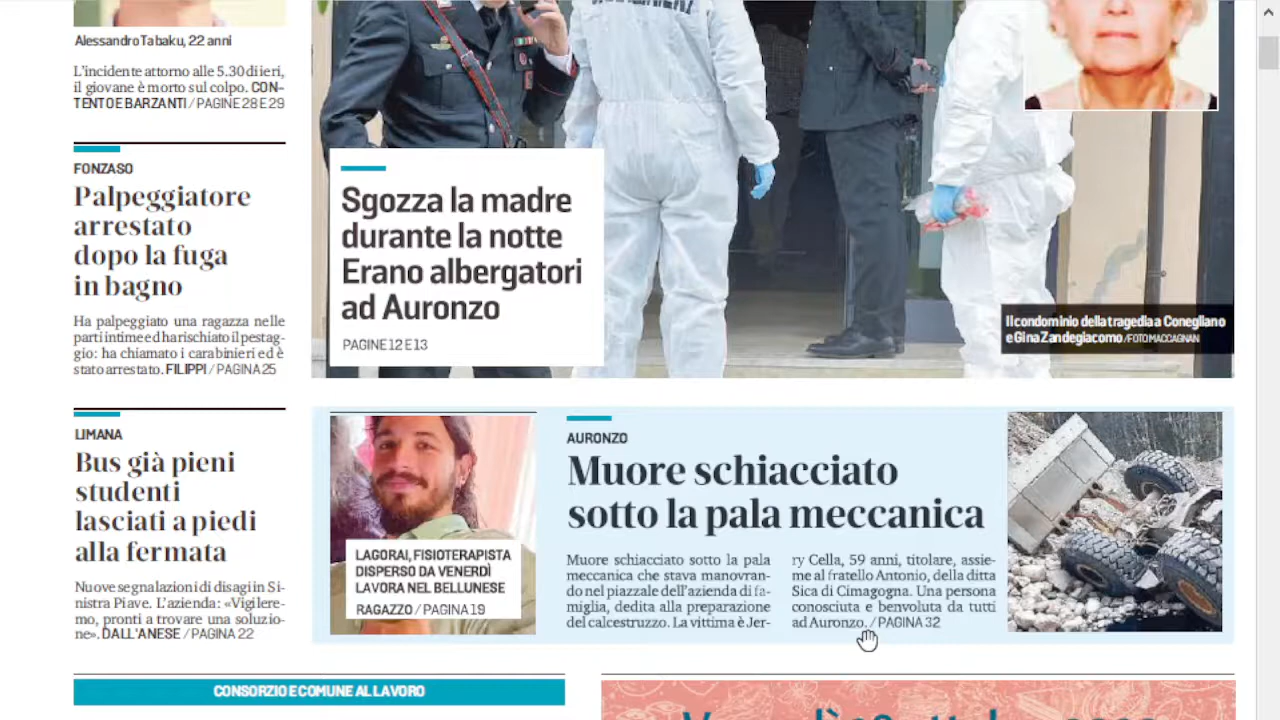 Alessandro Tabaku, 22 anni
L'incidente attorno alle 5.30 di ieri,
il giovane è morto sul colpo. CON-
TENTO E BARZANTI / PAGINE 28 E 29
FONZASO
Palpeggiatore
arrestato
dopo la fuga
in bagno
Ha palpeggiato una ragazza nelle
parti intime ed ha rischiato il pestag-
gio: ha chiamato i carabinieri ed è
stato arrestato. FILIPPI / PAGINA 25
LIMANA
Bus già pieni
studenti
lasciati a piedi
alla fermata
Nuove segnalazioni di disagi in Si-
nistra Piave. L'azienda: «Vigilere-
mo, pronti a trovare una soluzio-
ne». DALL'ANESE / PAGINA 22
Sgozza la madre
durante la notte
Erano albergatori
ad Auronzo
PAGINE 12 E 13
Il condominio della tragedia a Conegliano
e Gina Zandegiacomo / FOTO MACCAGNAN
LAGORAI, FISIOTERAPISTA
DISPERSO DA VENERDÌ
LAVORA NEL BELLUNESE
RAGAZZO / PAGINA 19
AURONZO
Muore schiacciato
sotto la pala meccanica
Muore schiacciato sotto la pala
meccanica che stava manovran-
do nel piazzale dell'azienda di fa-
miglia, dedita alla preparazione
del calcestruzzo. La vittima è Jer-
ry Cella, 59 anni, titolare, assie-
me al fratello Antonio, della ditta
Sica di Cimagogna. Una persona
conosciuta e benvoluta da tutti
ad Auronzo. / PAGINA 32
CONSORZIO E COMUNE AL LAVORO